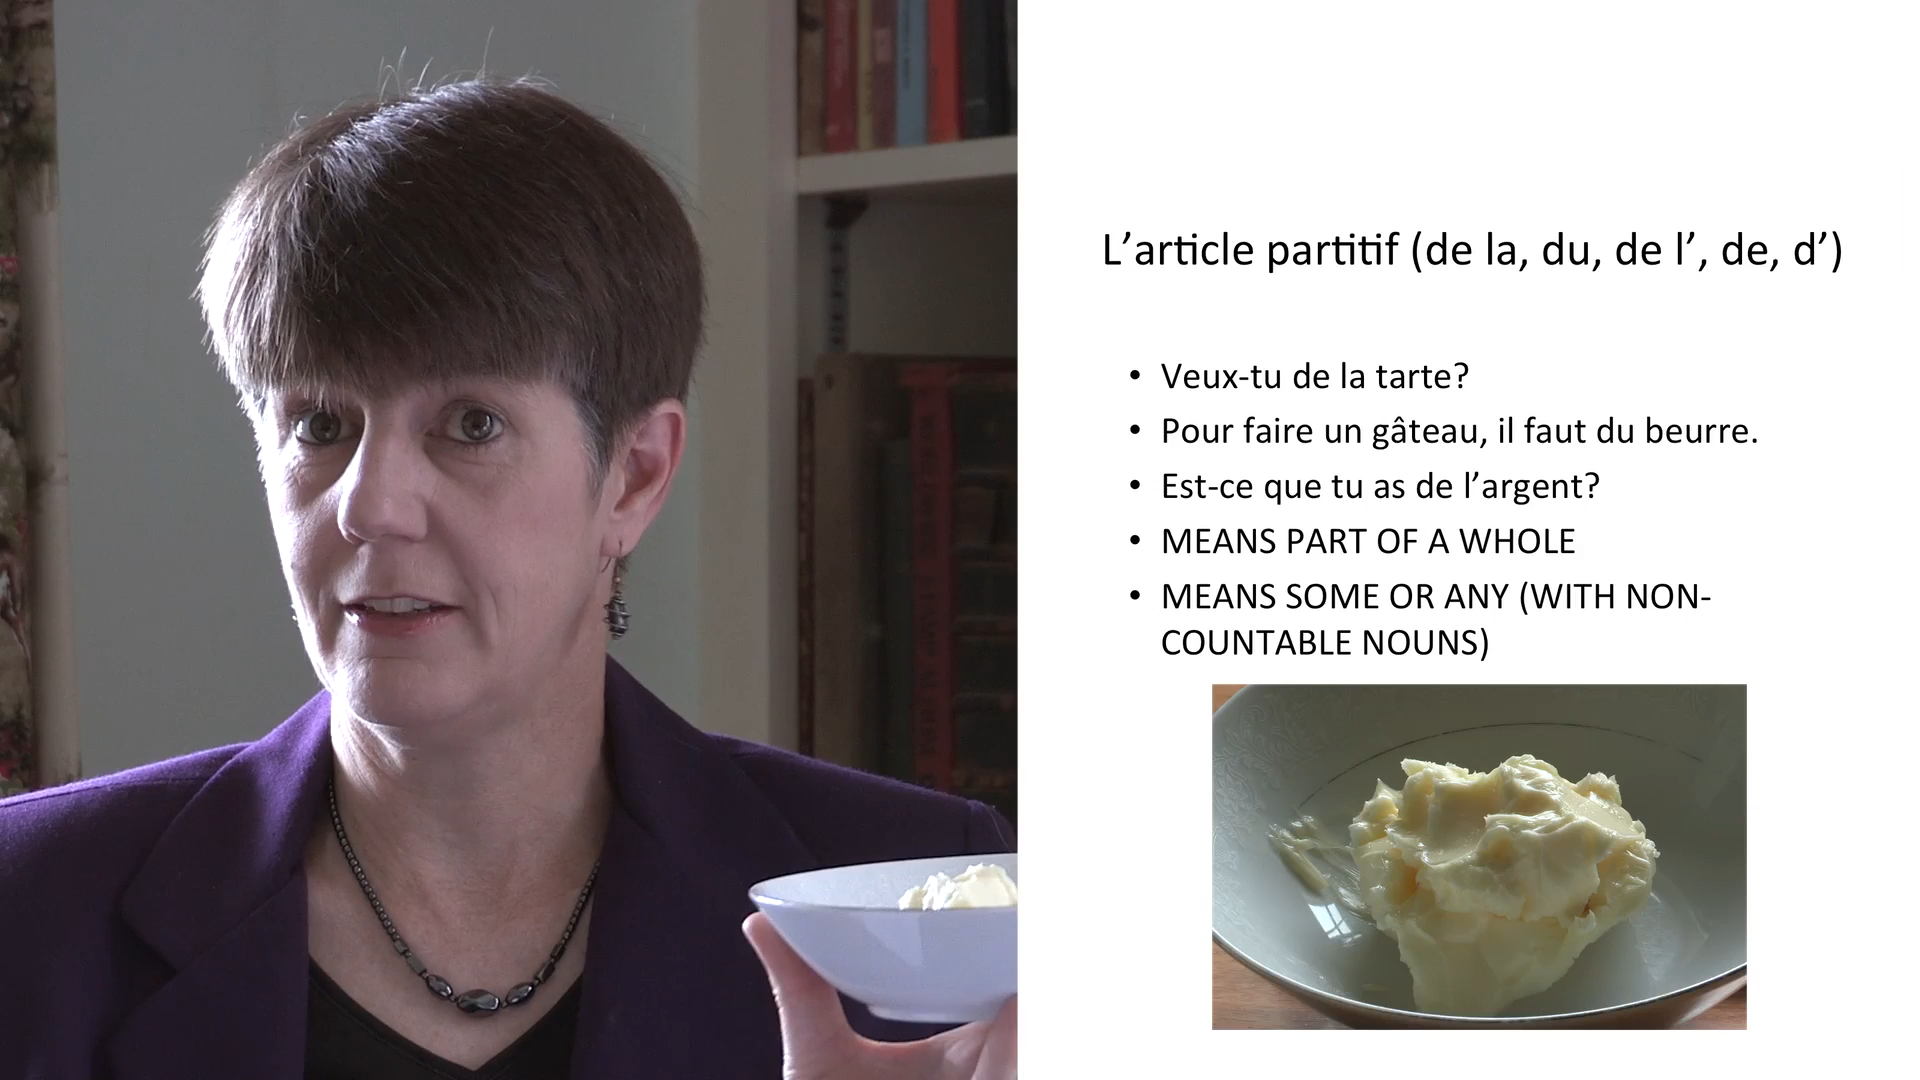 L’article partitif (de la, du, de l’, de, d’)
• Veux-tu de la tarte?
• Pour faire un gâteau, il faut du beurre.
• Est-ce que tu as de l’argent?
• MEANS PART OF A WHOLE
• MEANS SOME OR ANY (WITH NON-
COUNTABLE NOUNS)